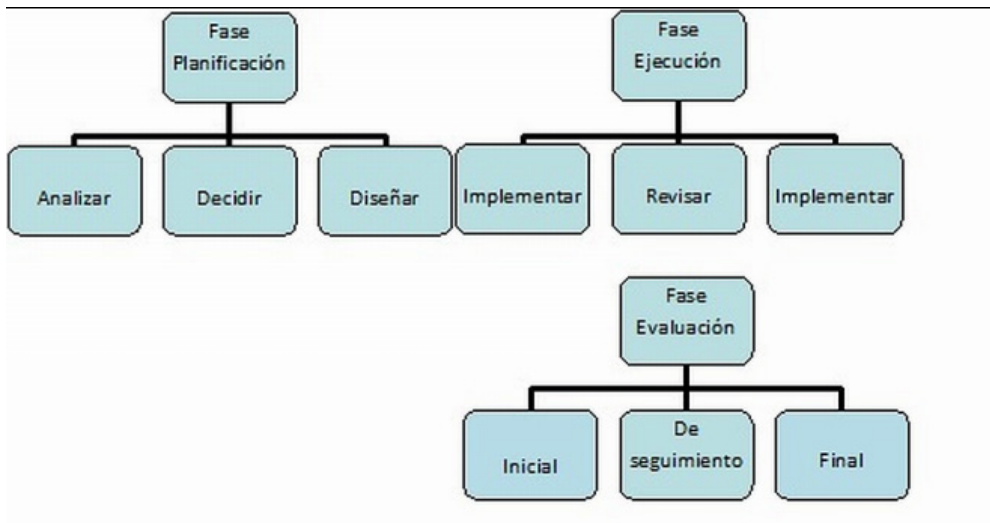 Fase
Planificación
Fase
Ejecución
Analizar
Decidir
Diseñar
Implementar
Revisar
Implementar
Fase
Evaluación
Inicial
De
seguimiento
Final